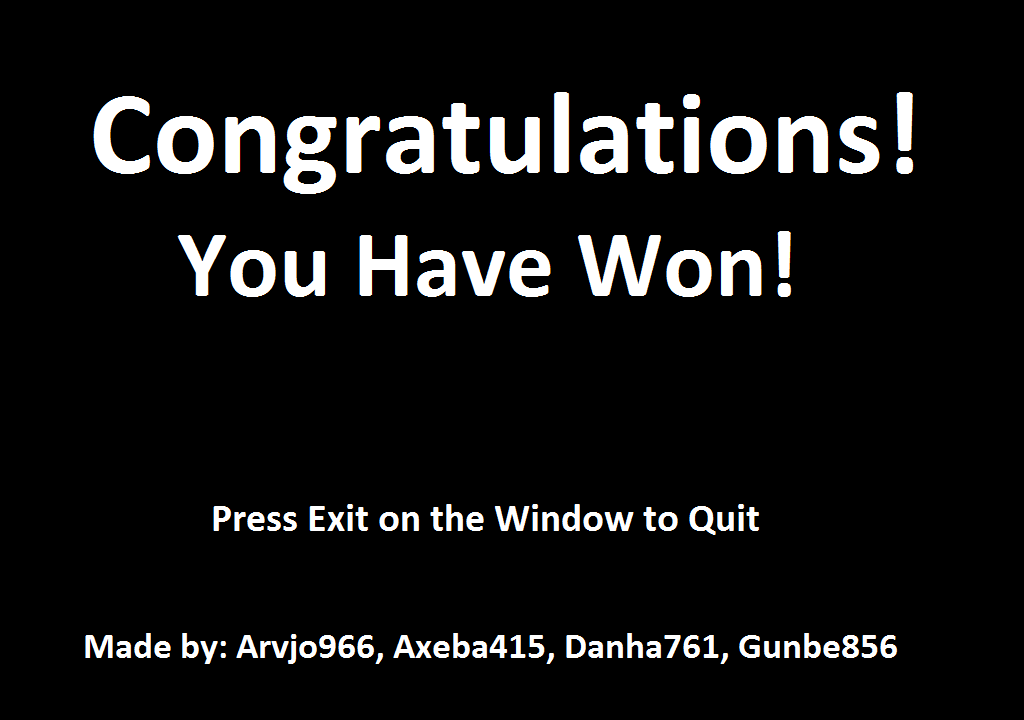 Congratulations!
You Have Won!
Press Exit on the Window to Quit
Made by: Arvjo966, Axeba415, Danha761, Gunbe856